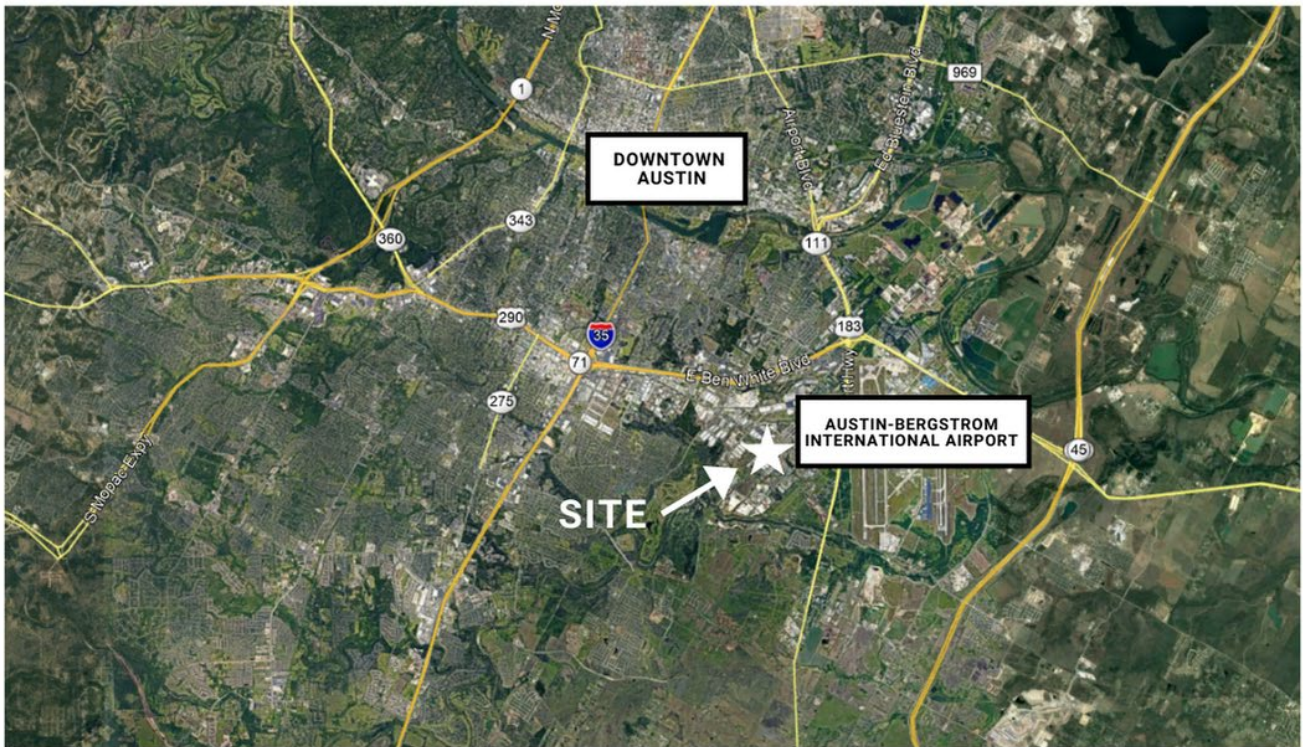 N Mo
1
969
Ed Bluestein Blvd
Airport Blvd
DOWNTOWN
AUSTIN
343
360
111
290
183
35
71
E Ben White Blvd
275
AUSTIN-BERGSTROM
INTERNATIONAL AIRPORT
45
S Mopac Expy
SITE